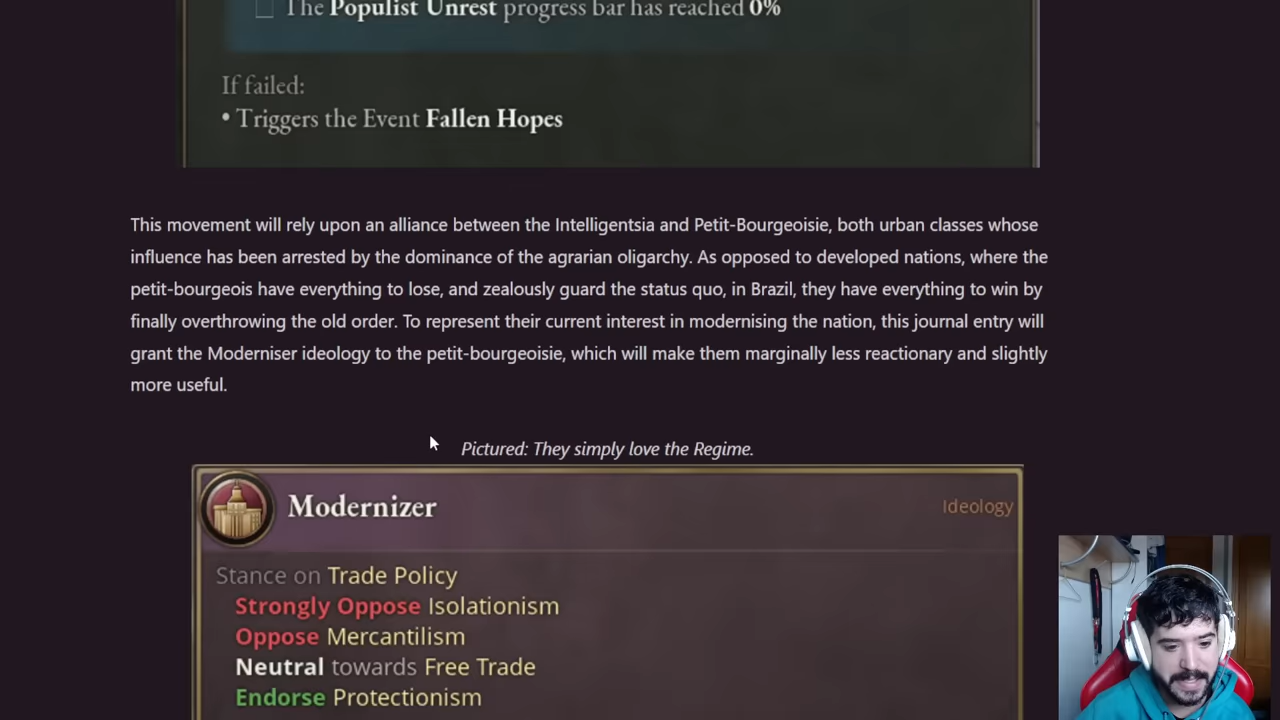 The Populist Unrest progress bar has reached 0%
If failed:
• Triggers the Event Fallen Hopes
This movement will rely upon an alliance between the Intelligentsia and Petit-Bourgeoisie, both urban classes whose
influence has been arrested by the dominance of the agrarian oligarchy. As opposed to developed nations, where the
petit-bourgeois have everything to lose, and zealously guard the status quo, in Brazil, they have everything to win by
finally overthrowing the old order. To represent their current interest in modernising the nation, this journal entry will
grant the Moderniser ideology to the petit-bourgeoisie, which will make them marginally less reactionary and slightly
more useful.
Pictured: They simply love the Regime.
Modernizer
Ideology
Stance on Trade Policy
Strongly Oppose Isolationism
Oppose Mercantilism
Neutral towards Free Trade
Endorse Protectionism